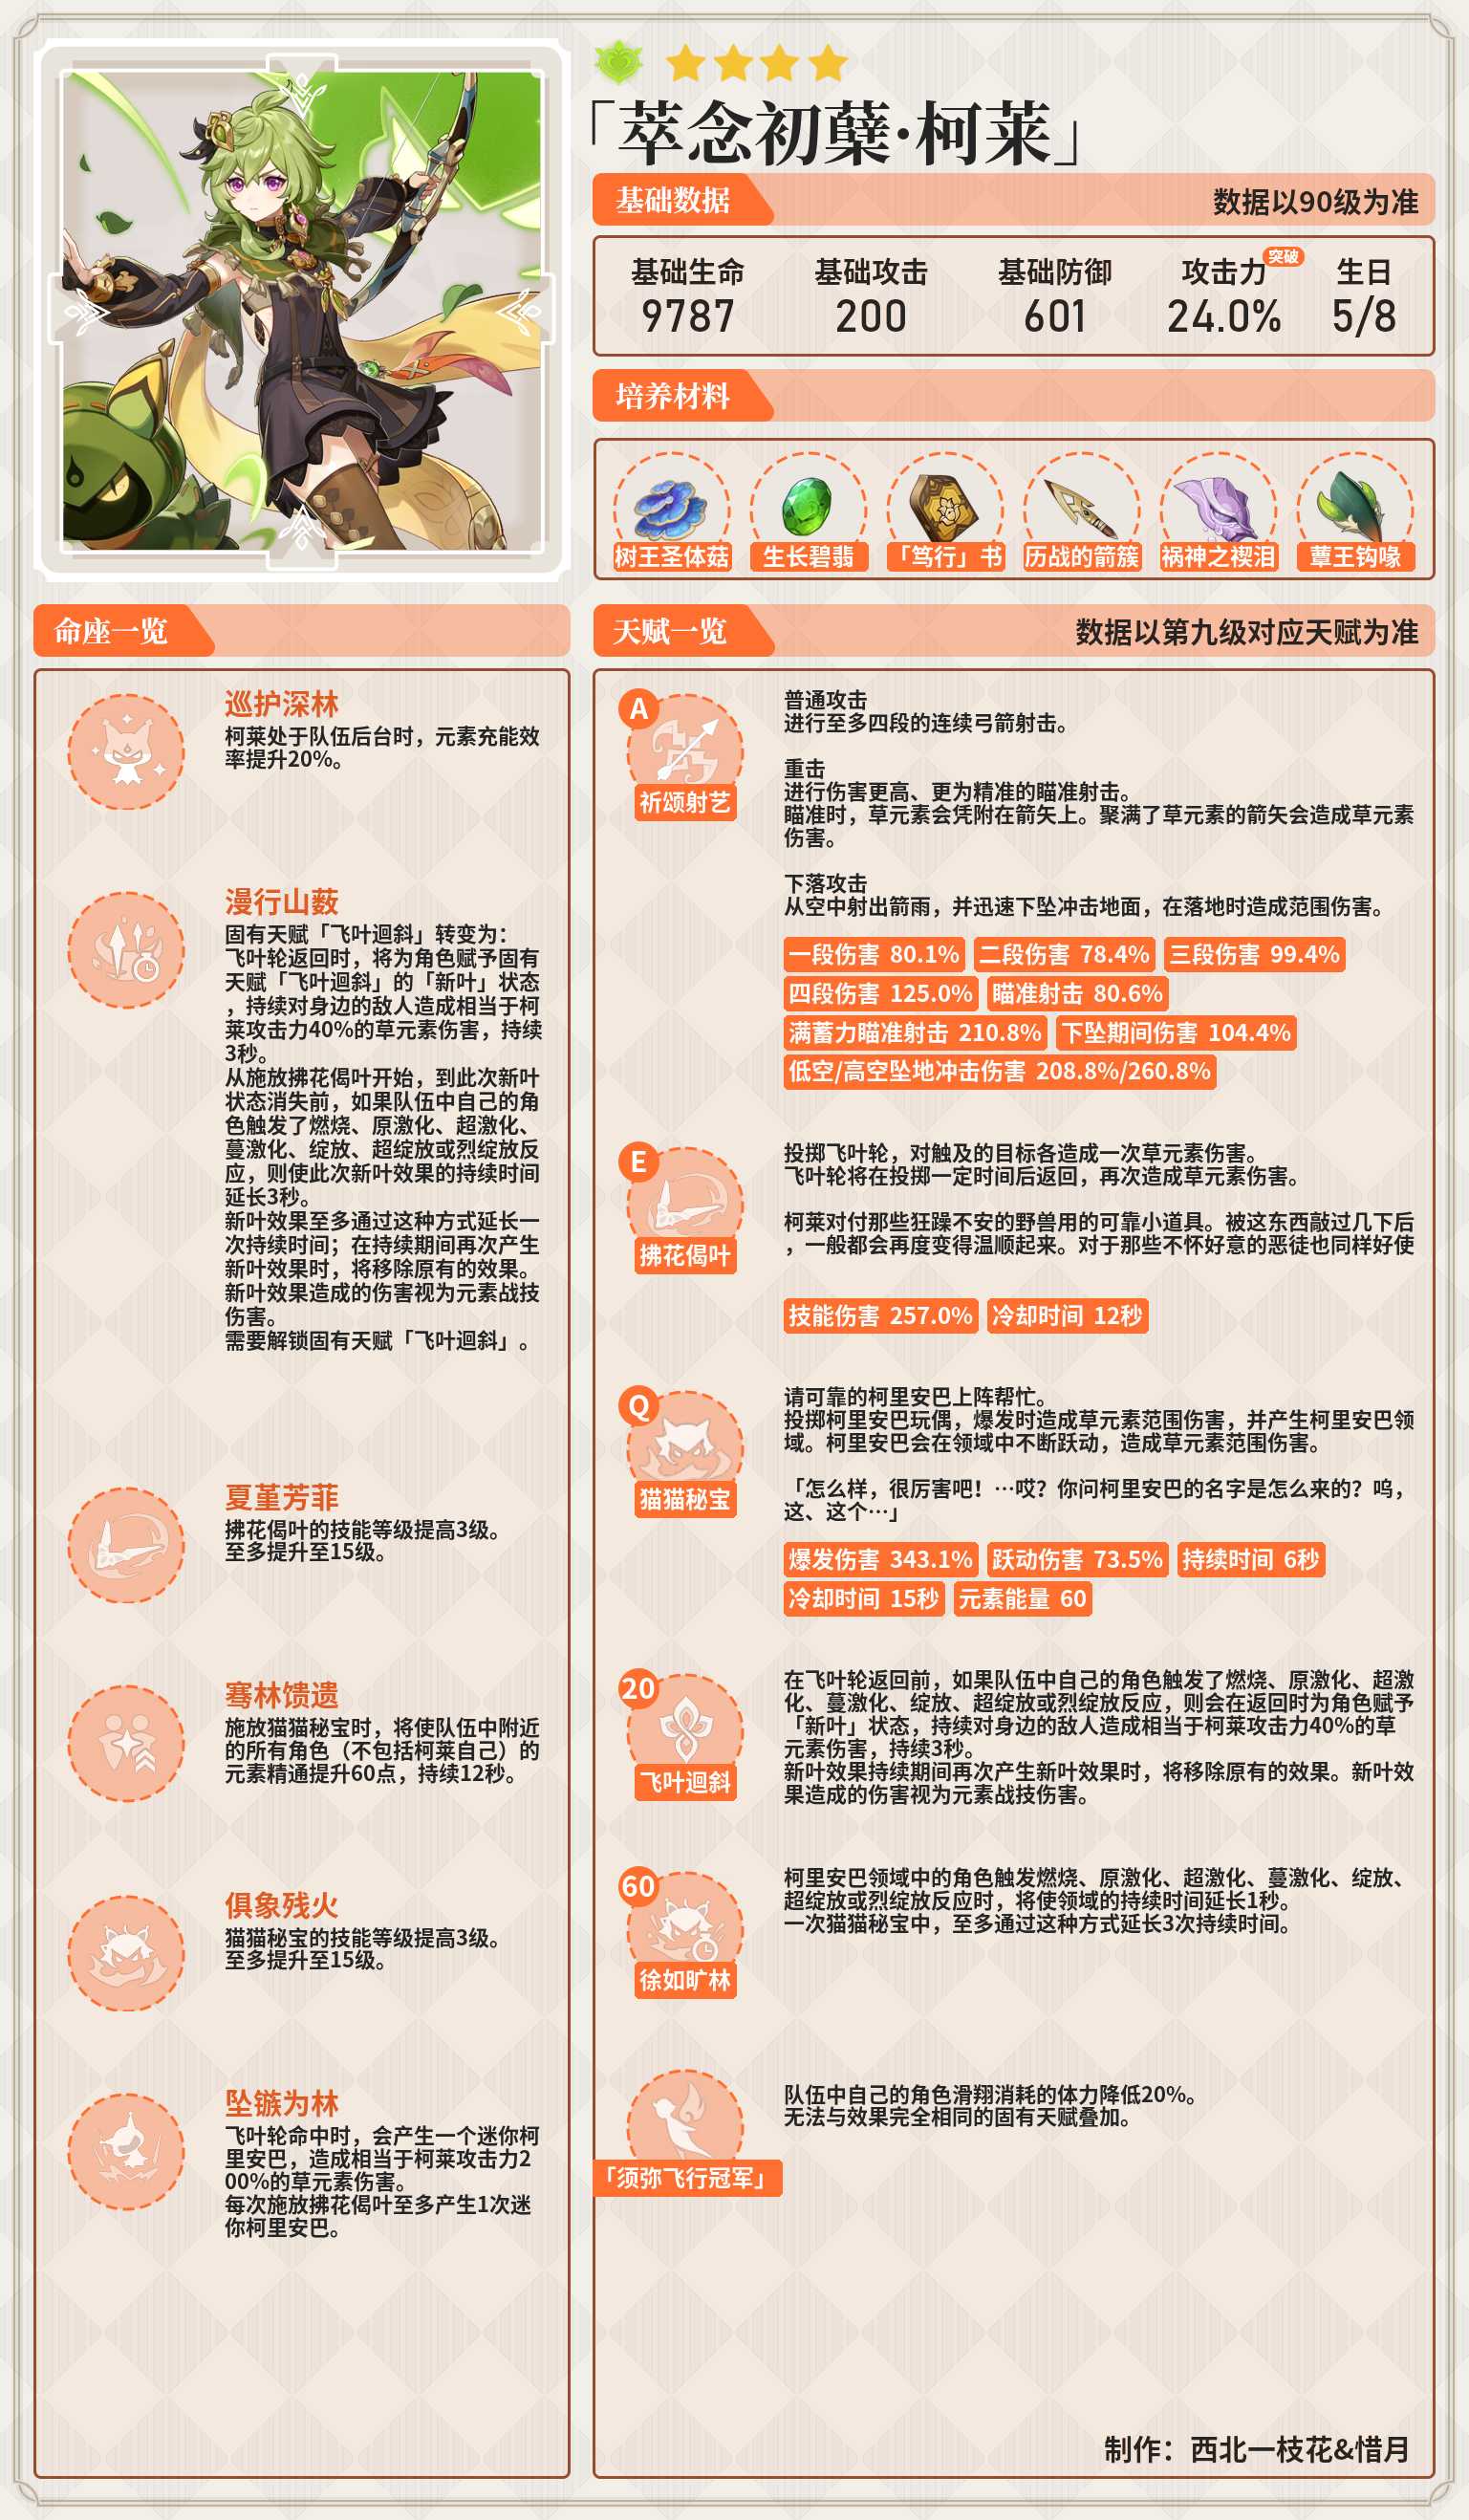 「萃念初蘖·柯莱」
基础数据
数据以90级为准
基础生命
9787
基础攻击
200
基础防御
601
攻击力
突破
24.0%
生日
5/8
培养材料
树王圣体菇
生长碧翡
「笃行」书
历战的箭簇
祸神之禊泪
蕈王钩喙
命座一览
巡护深林
柯莱处于队伍后台时，元素充能效
率提升20%。
漫行山薮
固有天赋「飞叶迴斜」转变为：
飞叶轮返回时，将为角色赋予固有
天赋「飞叶迴斜」的「新叶」状态
，持续对身边的敌人造成相当于柯
莱攻击力40%的草元素伤害，持续
3秒。
从施放拂花偈叶开始，到此次新叶
状态消失前，如果队伍中自己的角
色触发了燃烧、原激化、超激化、
蔓激化、绽放、超绽放或烈绽放反
应，则使此次新叶效果的持续时间
延长3秒。
新叶效果至多通过这种方式延长一
次持续时间；在持续期间再次产生
新叶效果时，将移除原有的效果。
新叶效果造成的伤害视为元素战技
伤害。
需要解锁固有天赋「飞叶迴斜」。
夏堇芳菲
拂花偈叶的技能等级提高3级。
至多提升至15级。
骞林馈遗
施放猫猫秘宝时，将使队伍中附近
的所有角色（不包括柯莱自己）的
元素精通提升60点，持续12秒。
俱象残火
猫猫秘宝的技能等级提高3级。
至多提升至15级。
坠镞为林
飞叶轮命中时，会产生一个迷你柯
里安巴，造成相当于柯莱攻击力2
00%的草元素伤害。
每次施放拂花偈叶至多产生1次迷
你柯里安巴。
天赋一览
数据以第九级对应天赋为准
A
祈颂射艺
普通攻击
进行至多四段的连续弓箭射击。
重击
进行伤害更高、更为精准的瞄准射击。
瞄准时，草元素会凭附在箭矢上。聚满了草元素的箭矢会造成草元素
伤害。
下落攻击
从空中射出箭雨，并迅速下坠冲击地面，在落地时造成范围伤害。
一段伤害 80.1% 二段伤害 78.4% 三段伤害 99.4%
四段伤害 125.0% 瞄准射击 80.6%
满蓄力瞄准射击 210.8% 下坠期间伤害 104.4%
低空/高空坠地冲击伤害 208.8%/260.8%
E
拂花偈叶
投掷飞叶轮，对触及的目标各造成一次草元素伤害。
飞叶轮将在投掷一定时间后返回，再次造成草元素伤害。
柯莱对付那些狂躁不安的野兽用的可靠小道具。被这东西敲过几下后
，一般都会再度变得温顺起来。对于那些不怀好意的恶徒也同样好使
技能伤害 257.0% 冷却时间 12秒
Q
猫猫秘宝
请可靠的柯里安巴上阵帮忙。
投掷柯里安巴玩偶，爆发时造成草元素范围伤害，并产生柯里安巴领
域。柯里安巴会在领域中不断跃动，造成草元素范围伤害。
「怎么样，很厉害吧！…哎？你问柯里安巴的名字是怎么来的？呜，
这、这个…」
爆发伤害 343.1% 跃动伤害 73.5% 持续时间 6秒
冷却时间 15秒 元素能量 60
20
飞叶迴斜
在飞叶轮返回前，如果队伍中自己的角色触发了燃烧、原激化、超激
化、蔓激化、绽放、超绽放或烈绽放反应，则会在返回时为角色赋予
「新叶」状态，持续对身边的敌人造成相当于柯莱攻击力40%的草
元素伤害，持续3秒。
新叶效果持续期间再次产生新叶效果时，将移除原有的效果。新叶效
果造成的伤害视为元素战技伤害。
60
徐如旷林
柯里安巴领域中的角色触发燃烧、原激化、超激化、蔓激化、绽放、
超绽放或烈绽放反应时，将使领域的持续时间延长1秒。
一次猫猫秘宝中，至多通过这种方式延长3次持续时间。
「须弥飞行冠军」
队伍中自己的角色滑翔消耗的体力降低20%。
无法与效果完全相同的固有天赋叠加。
制作：西北一枝花&惜月